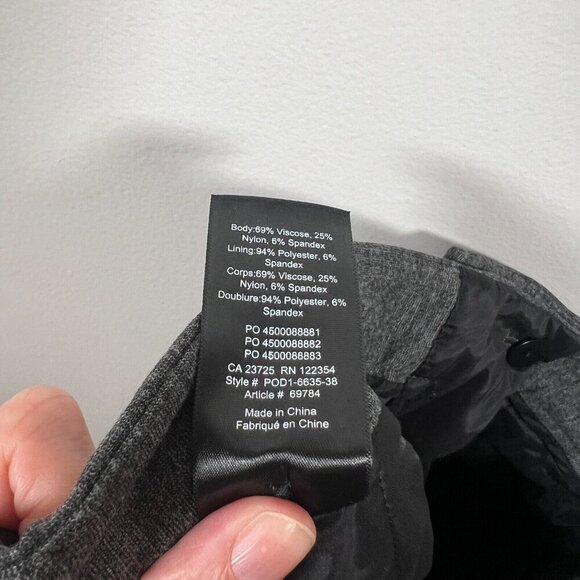 Body:69% Viscose, 25%
Nylon, 6% Spandex
Lining:94% Polyester, 6%
Spandex
Corps:69% Viscose, 25%
Nylon, 6% Spandex
Doublure:94% Polyester, 6%
Spandex
PO 4500088881
PO 4500088882
PO 4500088883
CA 23725 RN 122354
Style # POD1-6635-38
Article # 69784
Made in China
Fabriqué en Chine